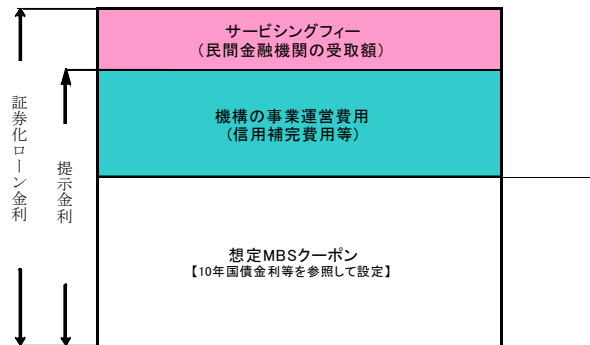 サービシングフィー
（民間金融機関の受取額）
機構の事業運営費用
（信用補完費用等）
想定MBSクーポン
【10年国債金利等を参照して設定】
証券化ローン金利
提示金利